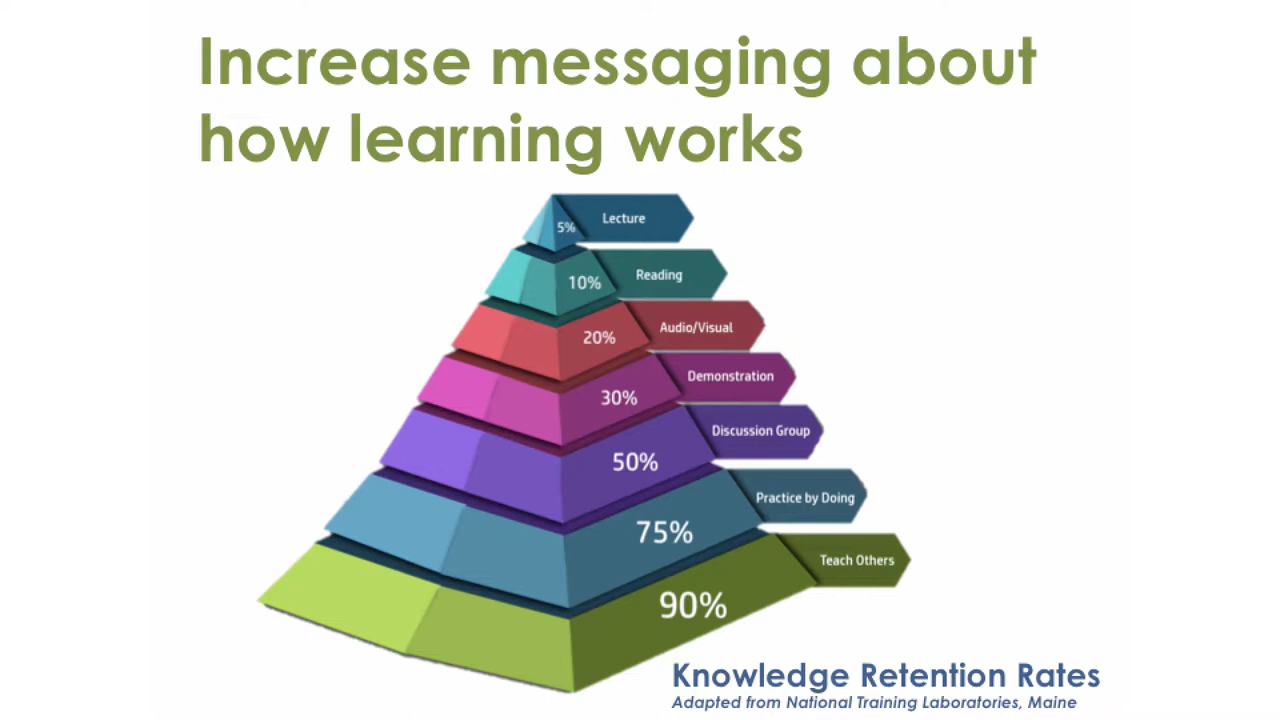 Increase messaging about
how learning works
5%
Lecture
10%
Reading
20%
Audio/Visual
30%
Demonstration
50%
Discussion Group
75%
Practice by Doing
90%
Teach Others
Knowledge Retention Rates
Adapted from National Training Laboratories, Maine